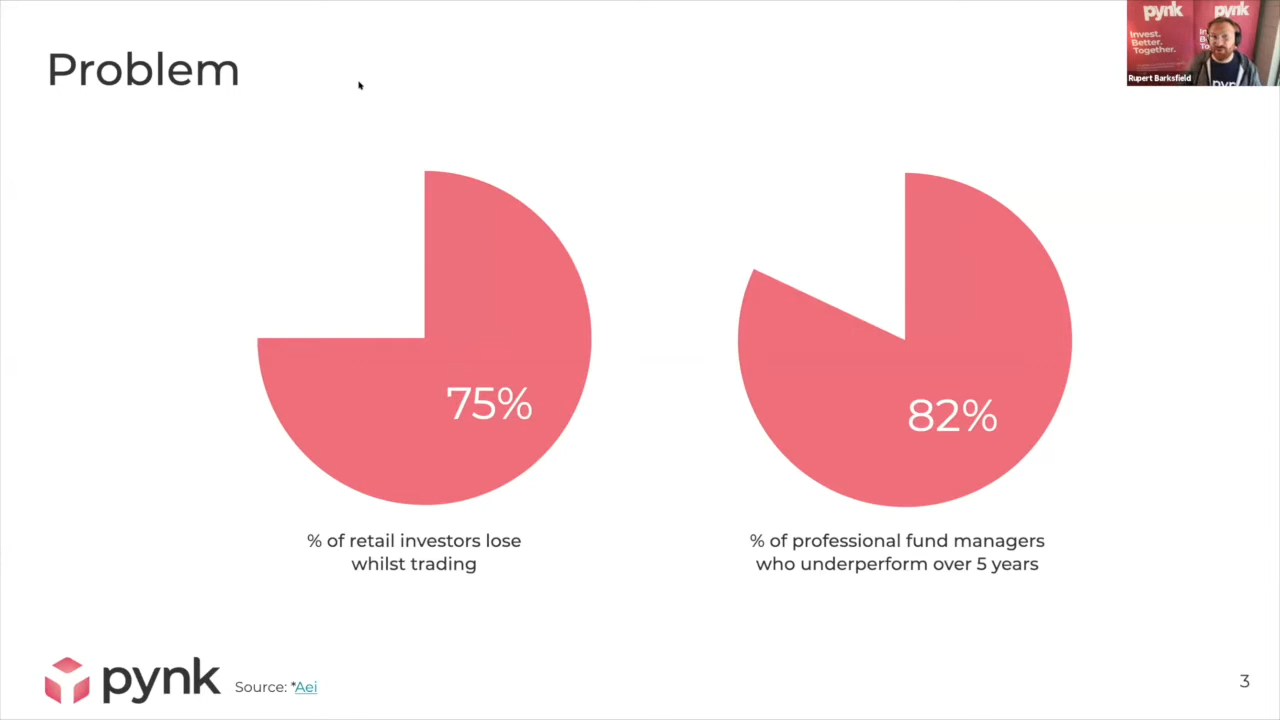 Problem
pynk
pynk
Invest.
Better.
Together.
Rupert Barksfield
75%
82%
% of retail investors lose
whilst trading
% of professional fund managers
who underperform over 5 years
pynk
Source: *Aei
3